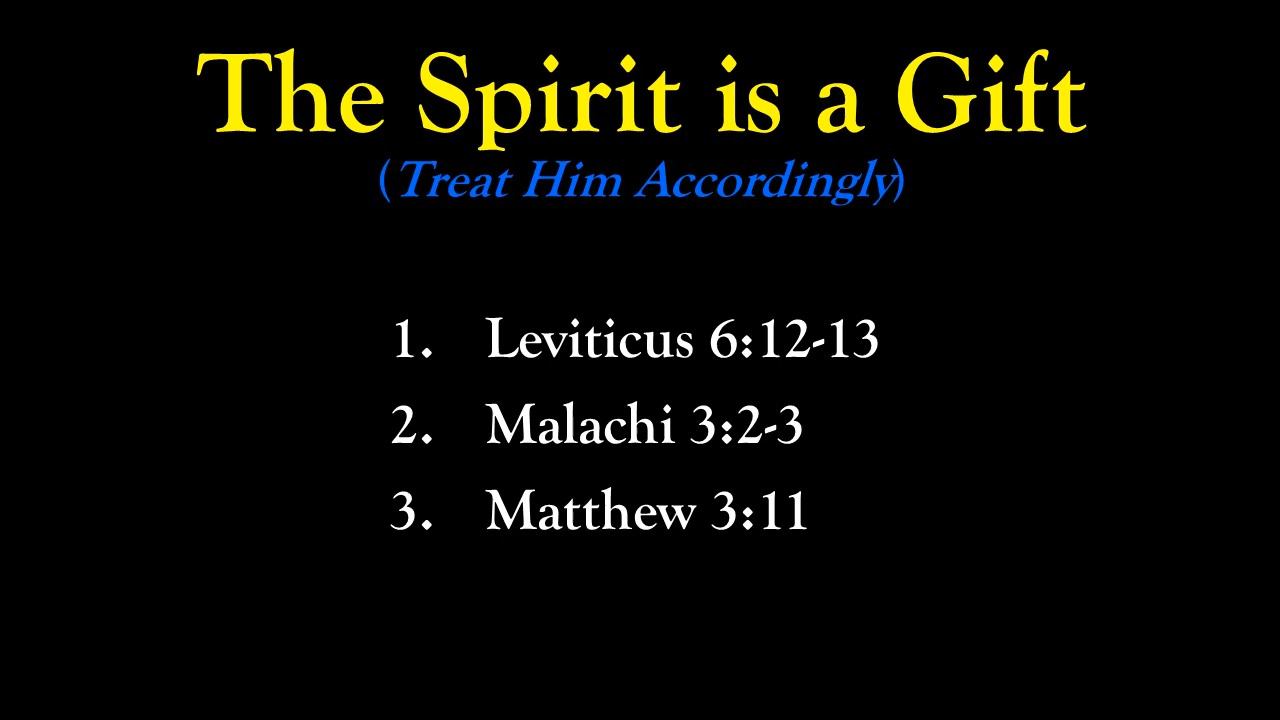 The Spirit is a Gift
(Treat Him Accordingly)
1. Leviticus 6:12-13
2. Malachi 3:2-3
3. Matthew 3:11